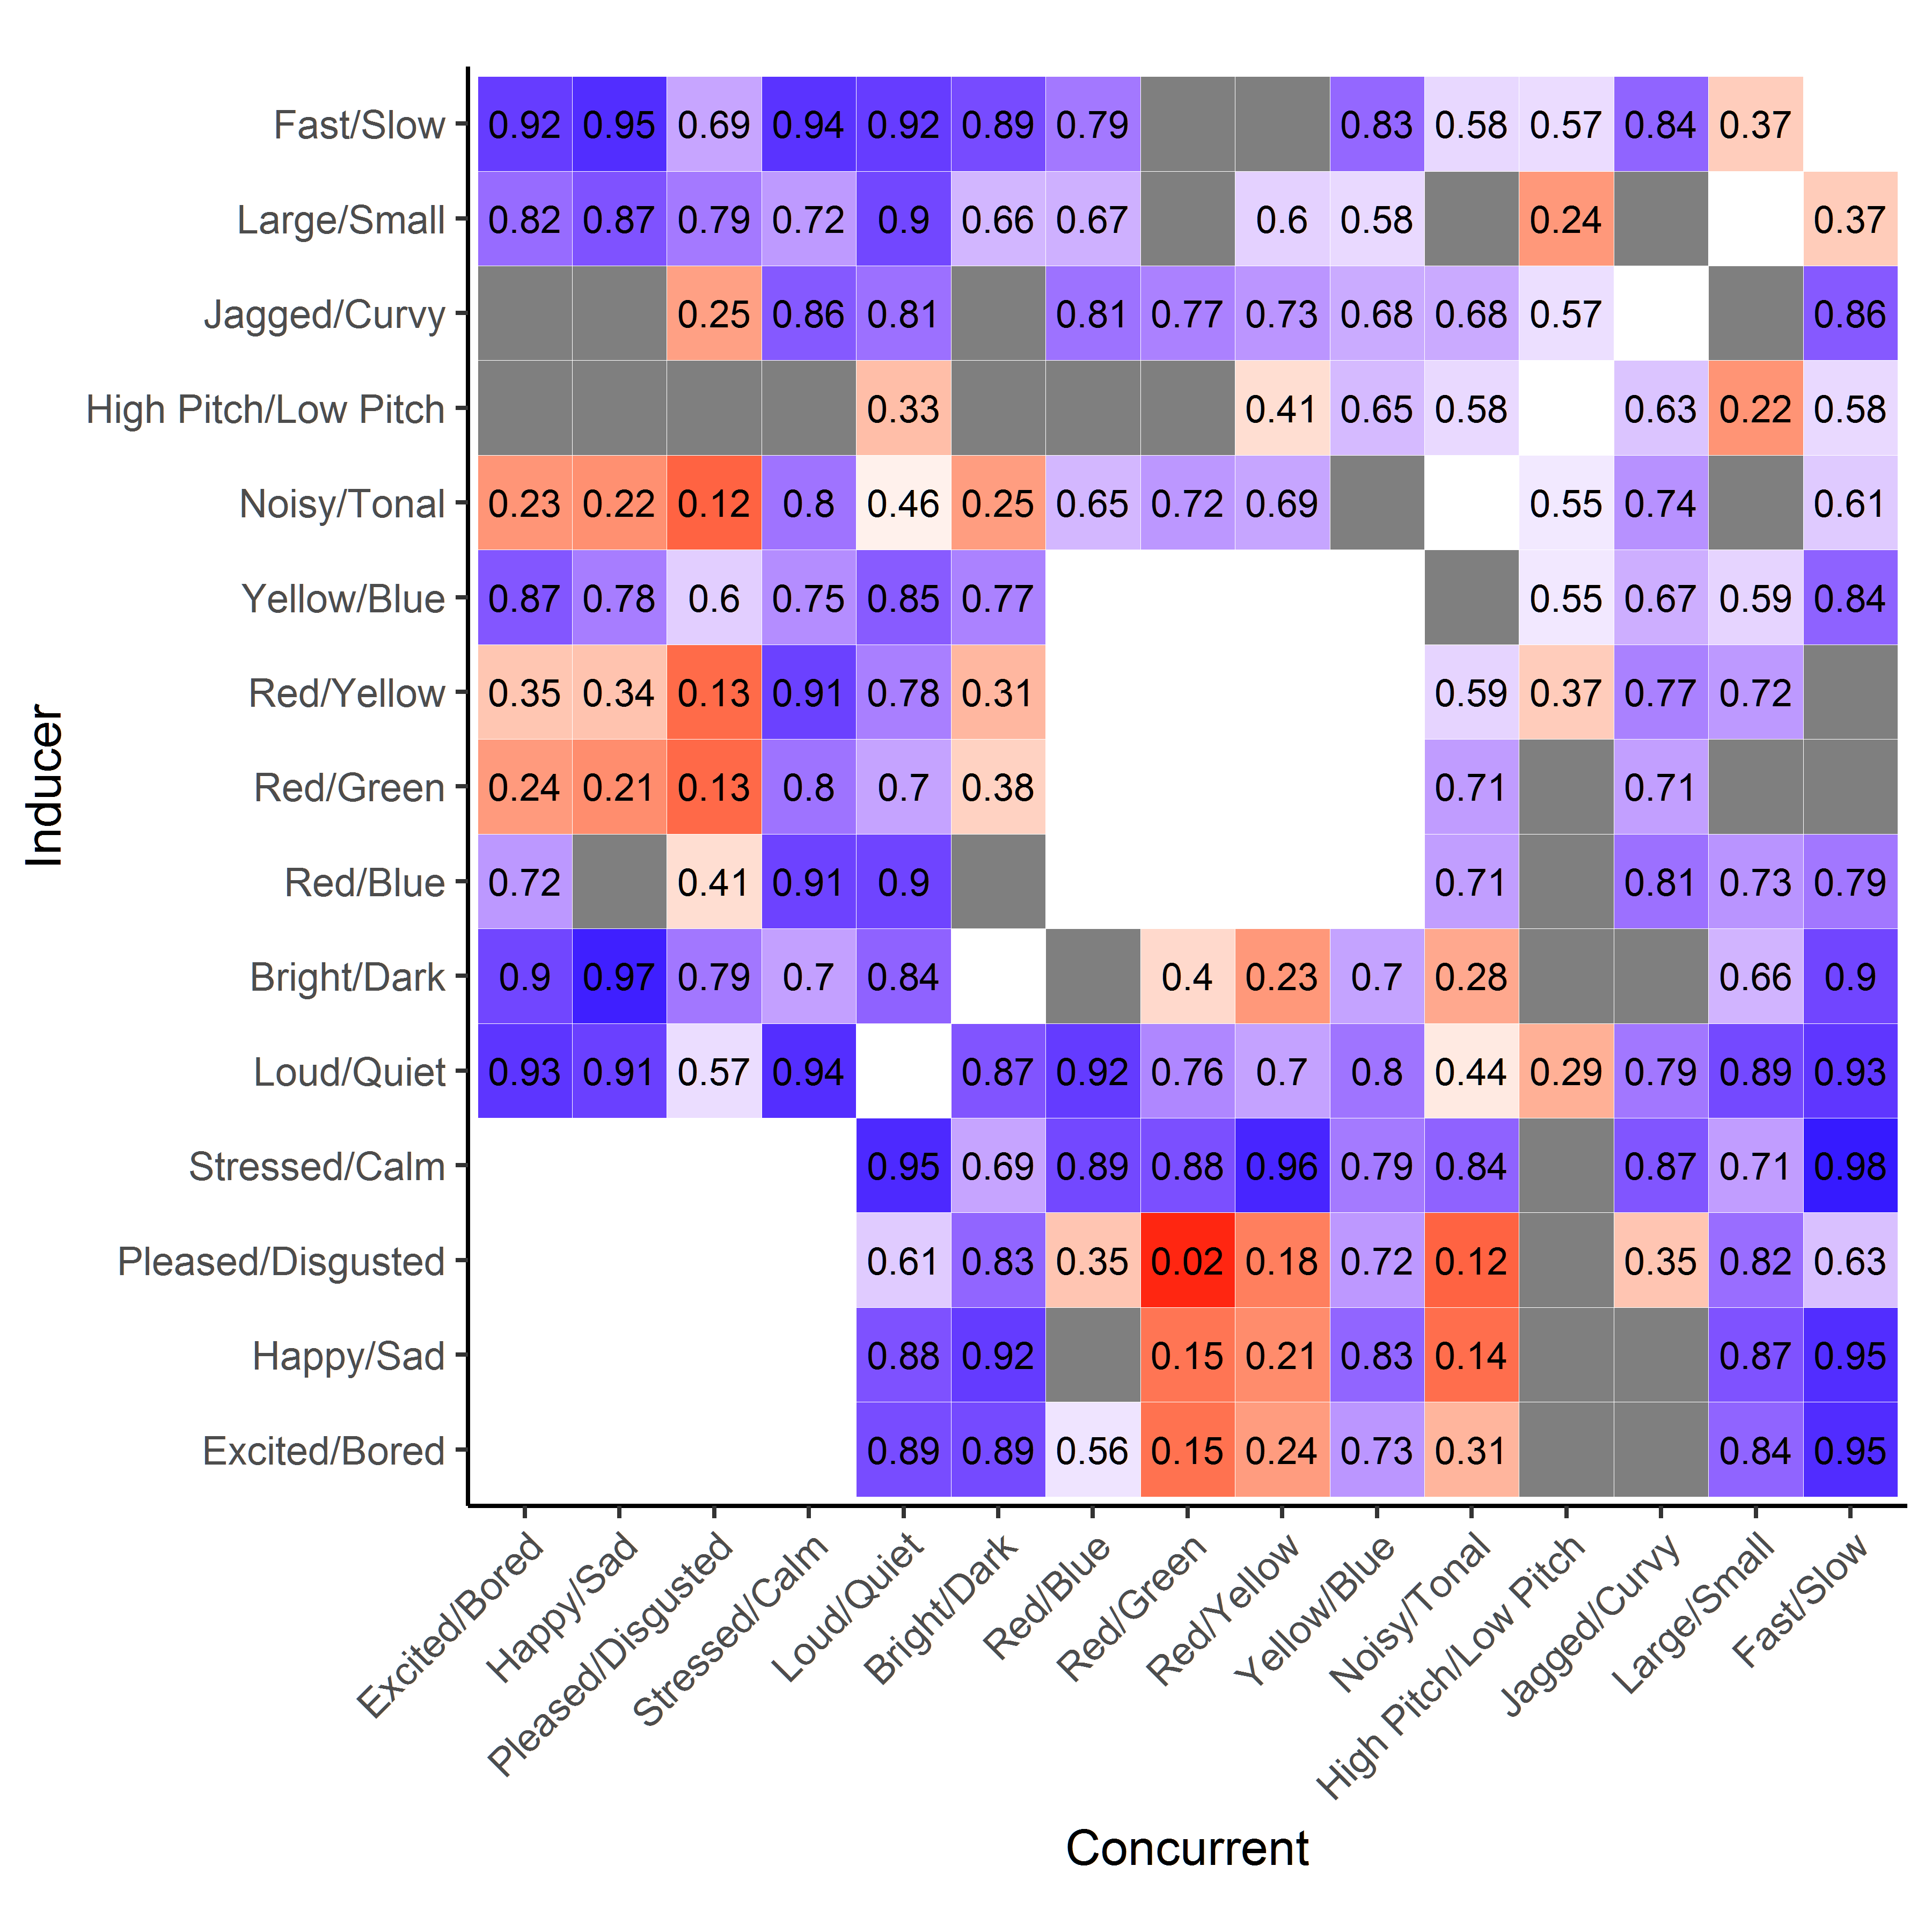 Fast/Slow 0.92 0.95 0.69 0.94 0.92 0.89 0.79 0.83 0.58 0.57 0.84 0.37
Large/Small 0.82 0.87 0.79 0.72 0.9 0.66 0.67 0.6 0.58 0.24 0.37
Jagged/Curvy 0.25 0.86 0.81 0.81 0.77 0.73 0.68 0.68 0.57 0.86
High Pitch/Low Pitch 0.33 0.41 0.65 0.58 0.63 0.22 0.58
Noisy/Tonal 0.23 0.22 0.12 0.8 0.46 0.25 0.65 0.72 0.69 0.55 0.74 0.61
Yellow/Blue 0.87 0.78 0.6 0.75 0.85 0.77 0.55 0.67 0.59 0.84
Red/Yellow 0.35 0.34 0.13 0.91 0.78 0.31 0.59 0.37 0.77 0.72
Red/Green 0.24 0.21 0.13 0.8 0.7 0.38 0.71 0.71
Red/Blue 0.72 0.41 0.91 0.9 0.71 0.81 0.73 0.79
Bright/Dark 0.9 0.97 0.79 0.7 0.84 0.4 0.23 0.7 0.28 0.66 0.9
Loud/Quiet 0.93 0.91 0.57 0.94 0.87 0.92 0.76 0.7 0.8 0.44 0.29 0.79 0.89 0.93
Stressed/Calm 0.95 0.69 0.89 0.88 0.96 0.79 0.84 0.87 0.71 0.98
Pleased/Disgusted 0.61 0.83 0.35 0.02 0.18 0.72 0.12 0.35 0.82 0.63
Happy/Sad 0.88 0.92 0.15 0.21 0.83 0.14 0.87 0.95
Excited/Bored 0.89 0.89 0.56 0.15 0.24 0.73 0.31 0.84 0.95
Inducer
Excited/Bored
Happy/Sad
Pleased/Disgusted
Stressed/Calm
Loud/Quiet
Bright/Dark
Red/Blue
Red/Green
Red/Yellow
Yellow/Blue
Noisy/Tonal
High Pitch/Low Pitch
Jagged/Curvy
Large/Small
Fast/Slow
Concurrent